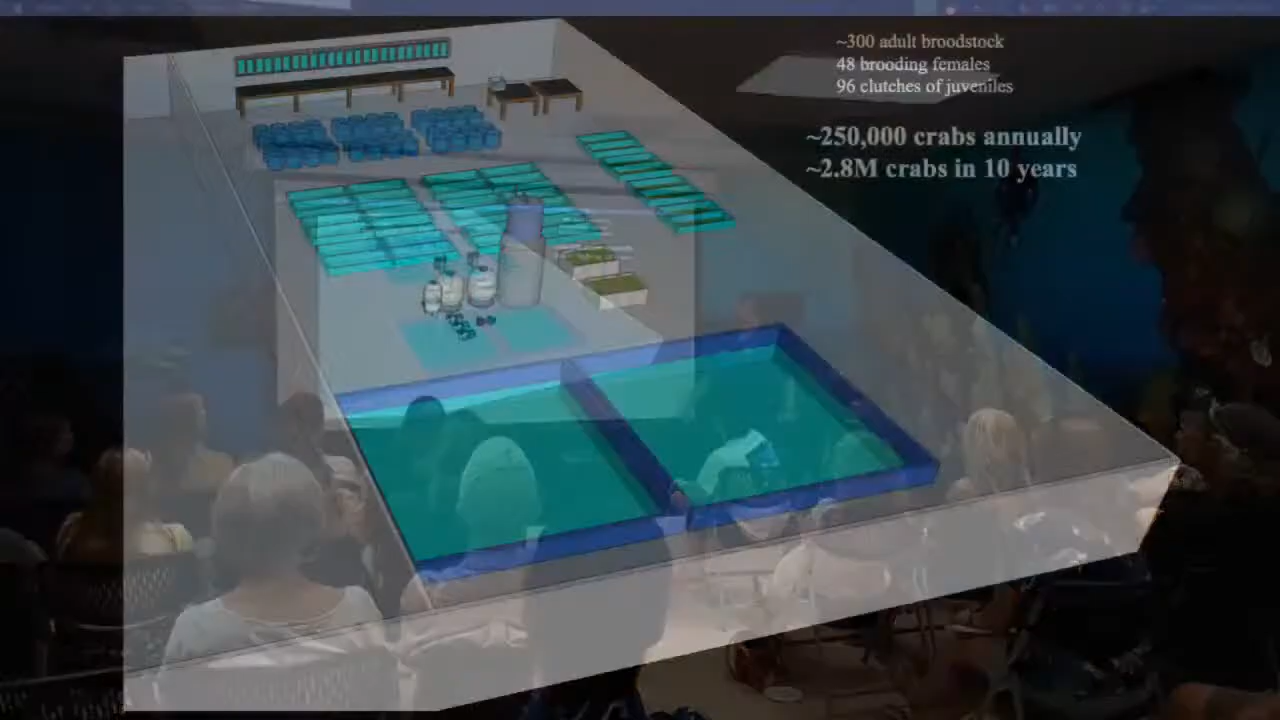 ~300 adult broodstock
48 brooding females
96 clutches of juveniles
~250,000 crabs annually
~2.8M crabs in 10 years